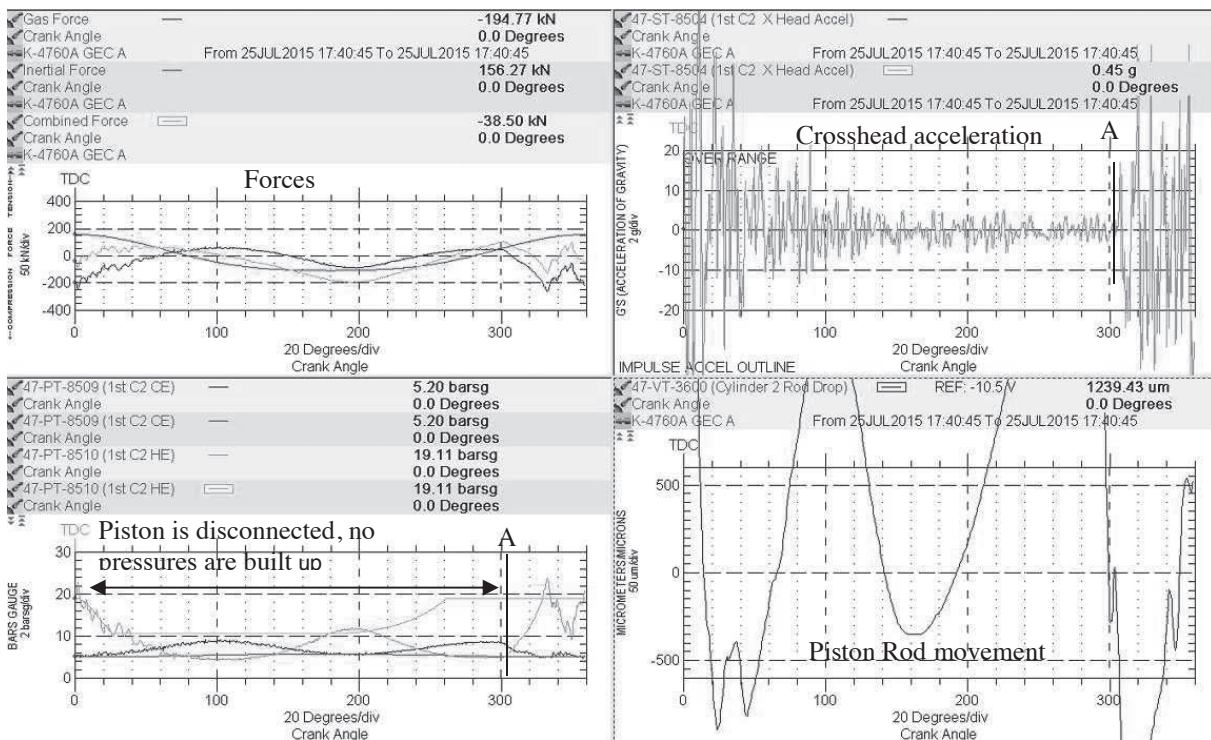 Gas Force -194.77 kN
Crank Angle 0.0 Degrees
K-4760A GEC A From 25JUL2015 17:40:45 To 25JUL2015 17:40:45
Inertial Force 156.27 kN
Crank Angle 0.0 Degrees
K-4760A GEC A
Combined Force -38.50 kN
Crank Angle 0.0 Degrees
K-4760A GEC A
TDC
Forces
←COMPRESSION FORCE TENSION→
50 kN/div
400
200
0
-200
-400
0 100 200 300
20 Degrees/div
Crank Angle
47-ST-8504 (1st C2 X Head Accel)
Crank Angle
K-4760A GEC A From 25JUL2015 17:40:45 To 25JUL2015 17:40:45
47-ST-8504 (1st C2 X Head Accel) 0.45 g
Crank Angle 0.0 Degrees
K-4760A GEC A From 25JUL2015 17:40:45 To 25JUL2015 17:40:45
TDC
Crosshead acceleration A
OVER RANGE
G'S (ACCELERATION OF GRAVITY)
2 g/div
20
10
0
-10
-20
0 100 200 300
20 Degrees/div
Crank Angle
IMPULSE ACCEL OUTLINE
47-PT-8509 (1st C2 CE) 5.20 barsg
Crank Angle 0.0 Degrees
47-PT-8509 (1st C2 CE) 5.20 barsg
Crank Angle 0.0 Degrees
47-PT-8510 (1st C2 HE) 19.11 barsg
Crank Angle 0.0 Degrees
47-PT-8510 (1st C2 HE) 19.11 barsg
Crank Angle 0.0 Degrees
TDC
Piston is disconnected, no
pressures are built up
A
BARS GAUGE
2 barsg/div
30
20
10
0
0 100 200 300
20 Degrees/div
Crank Angle
47-VT-3600 (Cylinder 2 Rod Drop) REF: -10.5 V 1239.43 um
Crank Angle 0.0 Degrees
K-4760A GEC A From 25JUL2015 17:40:45 To 25JUL2015 17:40:45
TDC
MICROMETERS/MICRONS
50 um/div
500
0
-500
Piston Rod movement
0 100 200 300
20 Degrees/div
Crank Angle